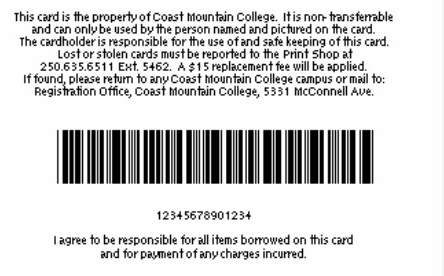 This card is the property of Coast Mountain College. It is non-transferrable
and can only be used by the person named and pictured on the card.
The cardholder is responsible for the use of and safe keeping of this card.
Lost or stolen cards must be reported to the Print Shop at
250.635.6511 Ext. 5462. A $15 replacement fee will be applied.
If found, please return to any Coast Mountain College campus or mail to:
Registration Office, Coast Mountain College, 5331 McConnell Ave.
12345678901234
I agree to be responsible for all items borrowed on this card
and for payment of any charges incurred.